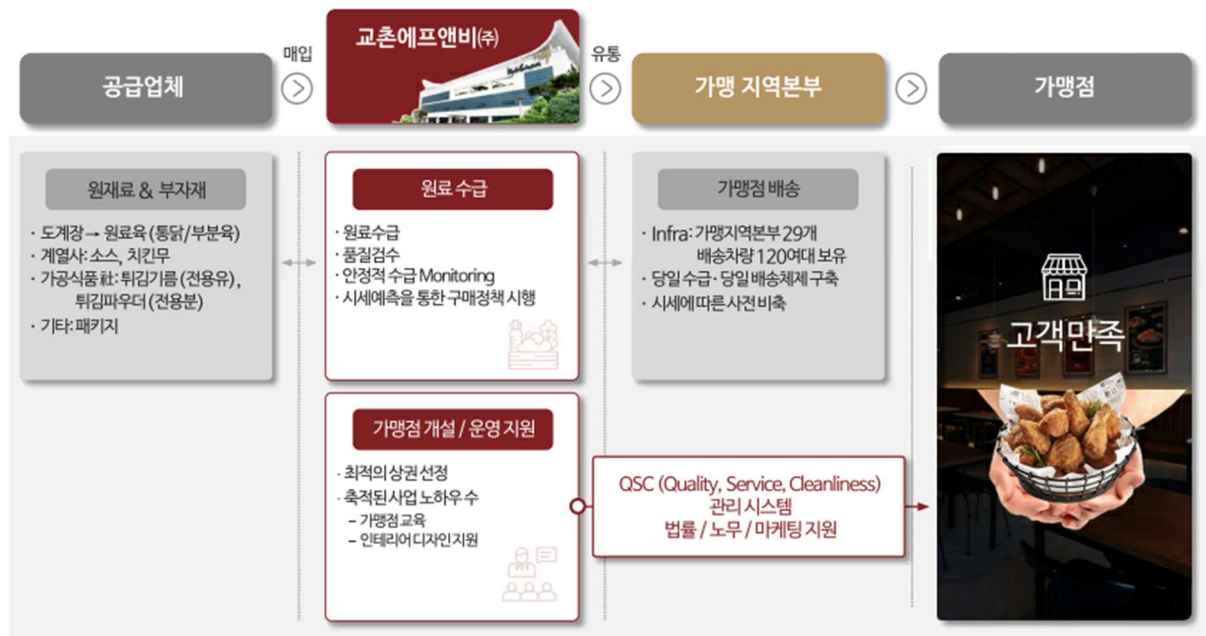 공급업체
매입
교촌에프앤비(주)
유통
가맹 지역본부
가맹점
원재료 & 부자재
· 도계장→ 원료육 (통닭/부분육)
· 계열사: 소스, 치킨무
· 가공식품 社: 튀김기름 (전용유),
튀김파우더 (전용분)
· 기타: 패키지
원료 수급
· 원료수급
· 품질검수
· 안정적 수급 Monitoring
· 시세예측을 통한 구매정책 시행
가맹점 배송
· Infra: 가맹지역본부 29개
배송차량 120여대 보유
· 당일 수급· 당일 배송체제 구축
· 시세에 따른 사전 비축
가맹점 개설 / 운영 지원
· 최적의 상권 선정
· 축적된 사업 노하우 수
– 가맹점 교육
– 인테리어 디자인 지원
QSC (Quality, Service, Cleanliness)
관리 시스템
법률 / 노무 / 마케팅 지원
고객만족